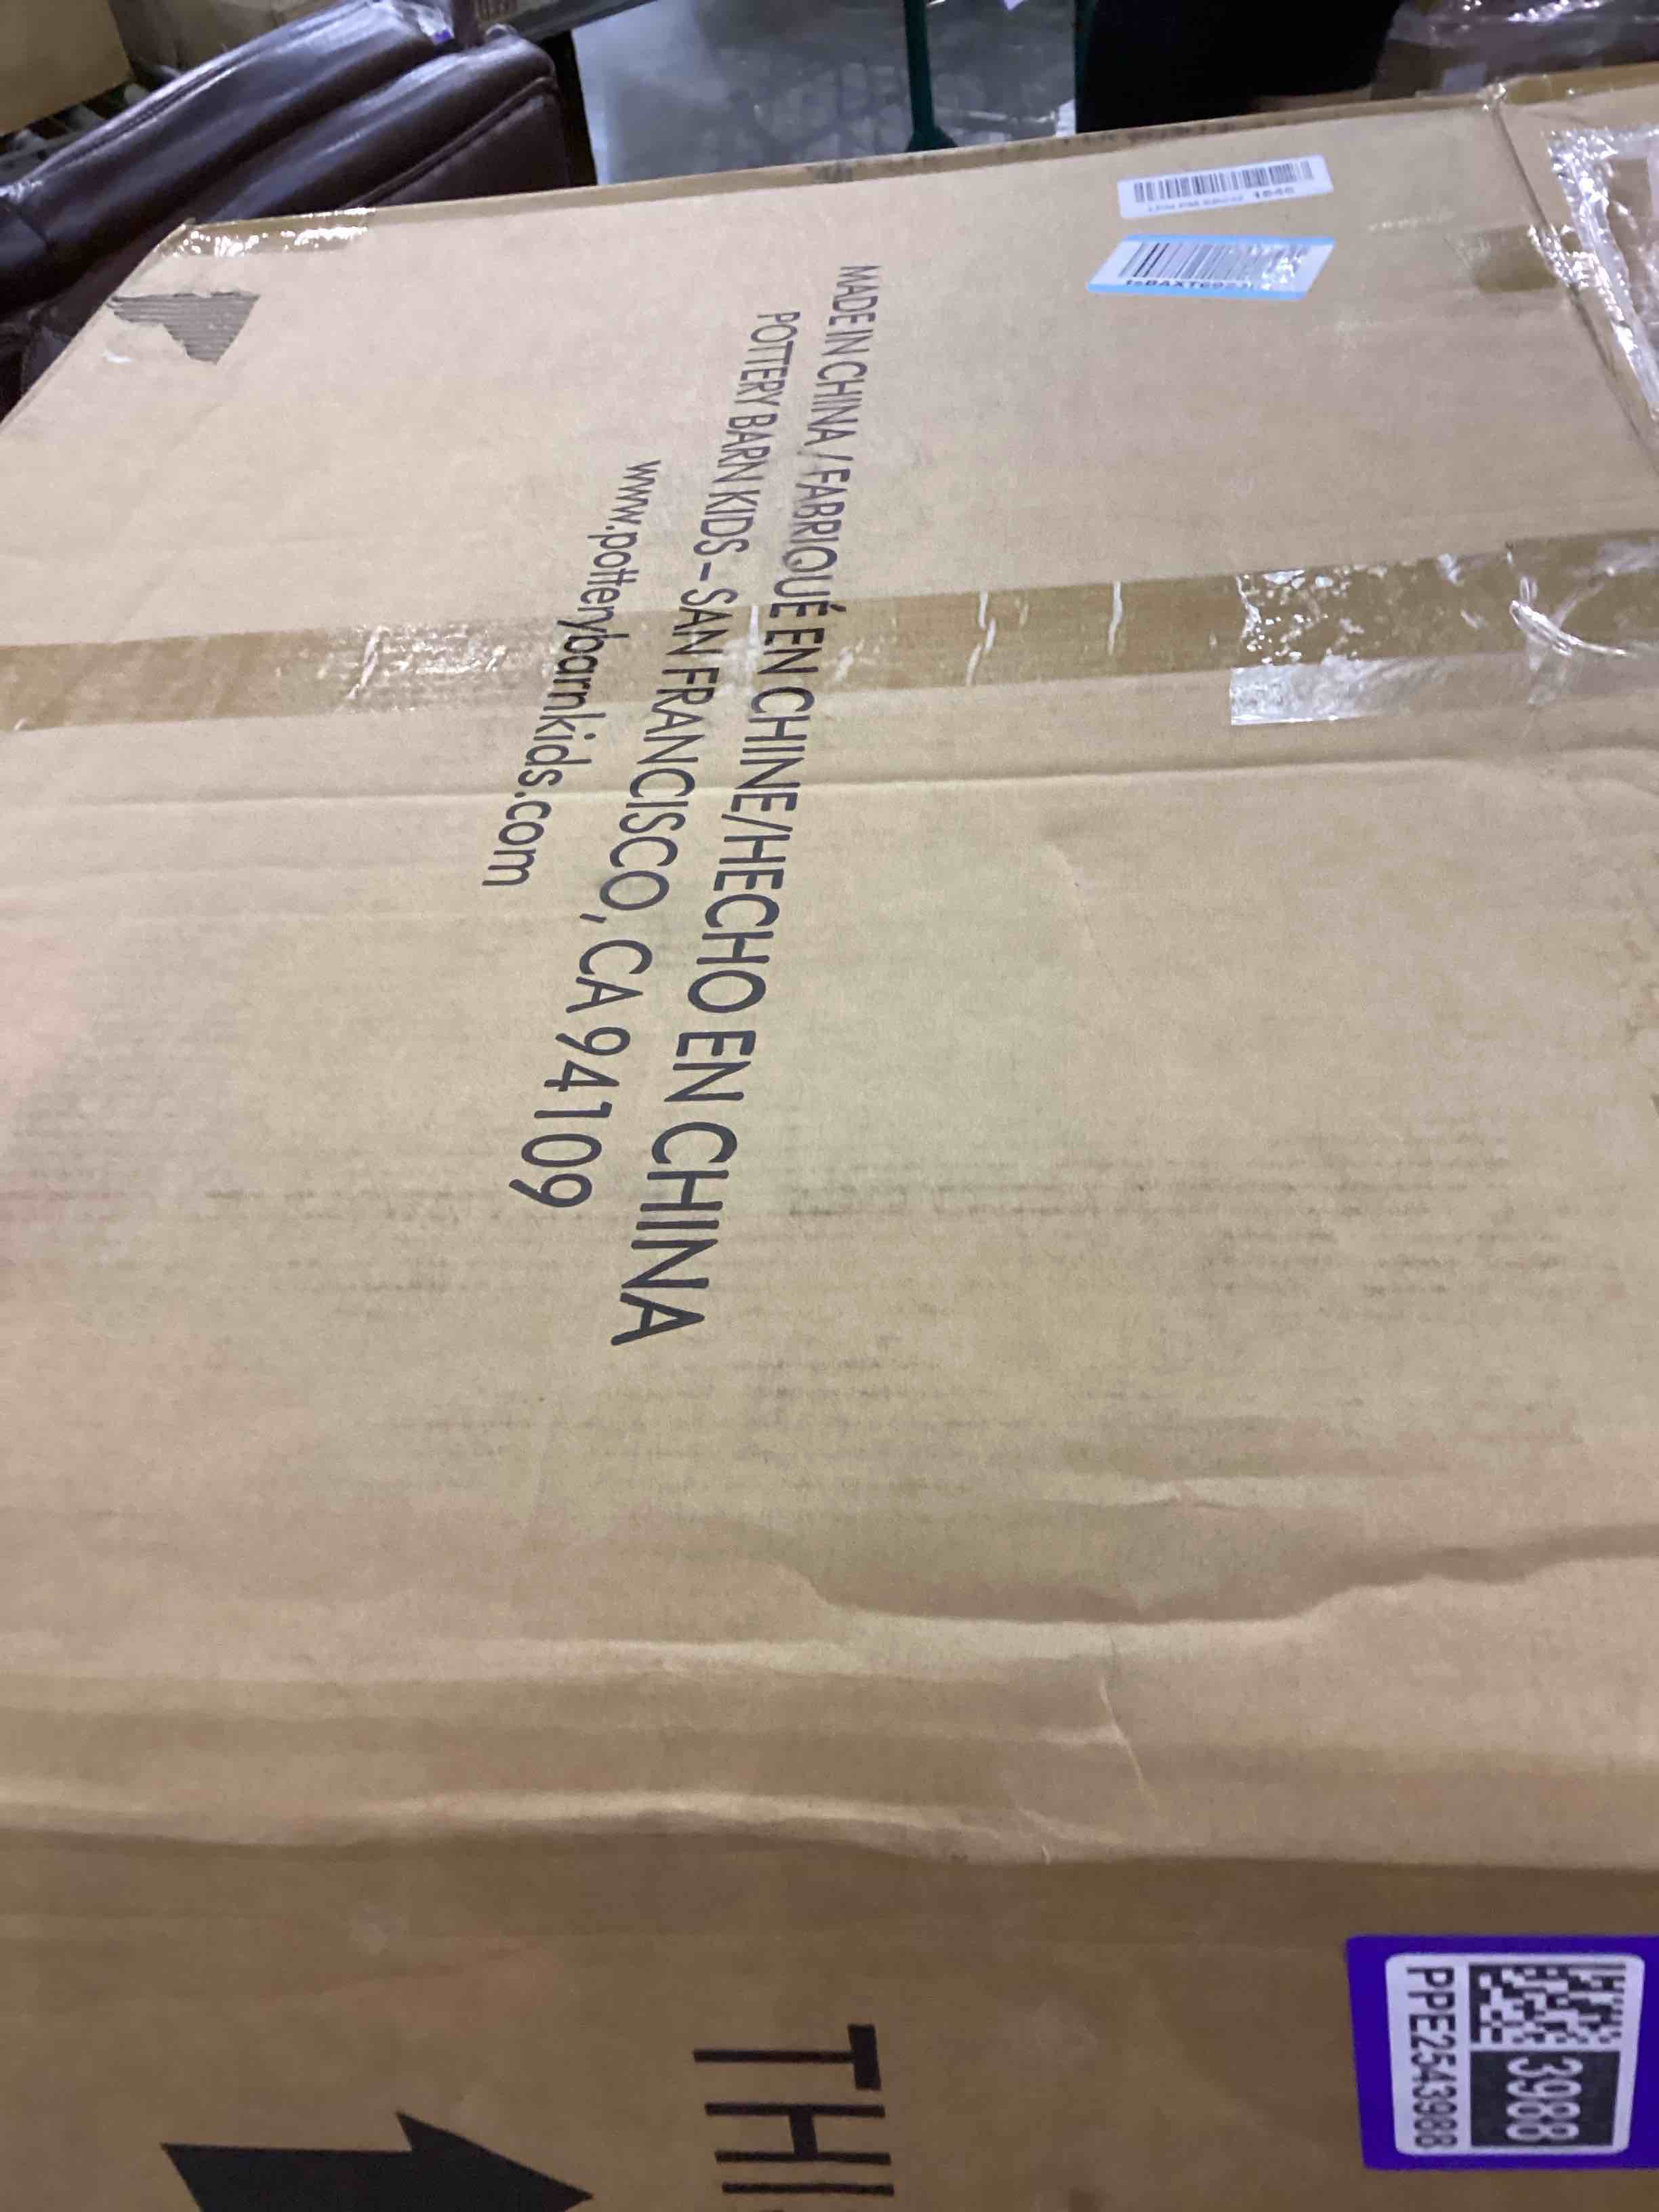 MADE IN CHINA / FABRIQUÉ EN CHINE/HECHO EN CHINA
POTTERY BARN KIDS – SAN FRANCISCO, CA 94109
www.potterybarnkids.com
3988
PPE2543988